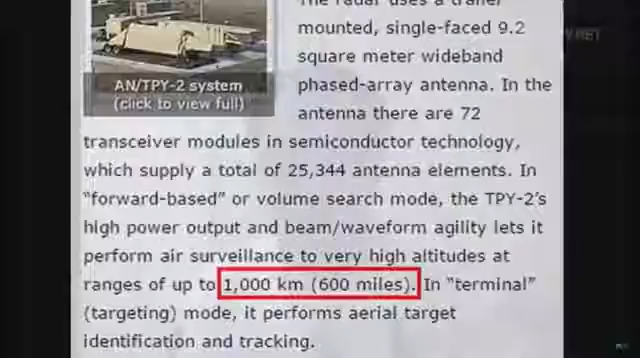 The radar uses a trailer
mounted, single-faced 9.2
square meter wideband
phased-array antenna. In the
antenna there are 72
AN/TPY-2 system
(click to view full)
transceiver modules in semiconductor technology,
which supply a total of 25,344 antenna elements. In
“forward-based” or volume search mode, the TPY-2’s
high power output and beam/waveform agility lets it
perform air surveillance to very high altitudes at
ranges of up to 1,000 km (600 miles). In “terminal”
(targeting) mode, it performs aerial target
identification and tracking.